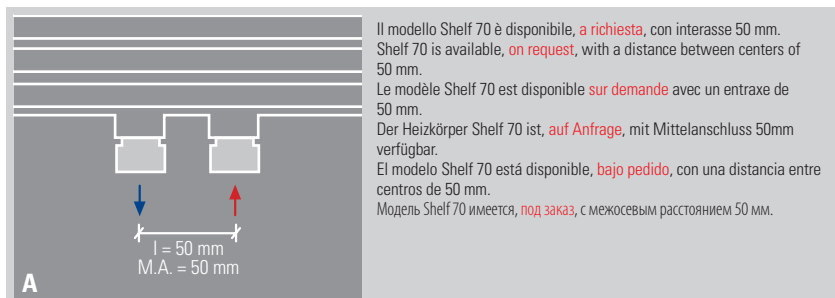 I = 50 mm
M.A. = 50 mm
A
Il modello Shelf 70 è disponibile, a richiesta, con interasse 50 mm.
Shelf 70 is available, on request, with a distance between centers of
50 mm.
Le modèle Shelf 70 est disponible sur demande avec un entraxe de
50 mm.
Der Heizkörper Shelf 70 ist, auf Anfrage, mit Mittelanschluss 50mm
verfügbar.
El modelo Shelf 70 está disponible, bajo pedido, con una distancia entre
centros de 50 mm.
Модель Shelf 70 имеется, под заказ, с межосевым расстоянием 50 мм.